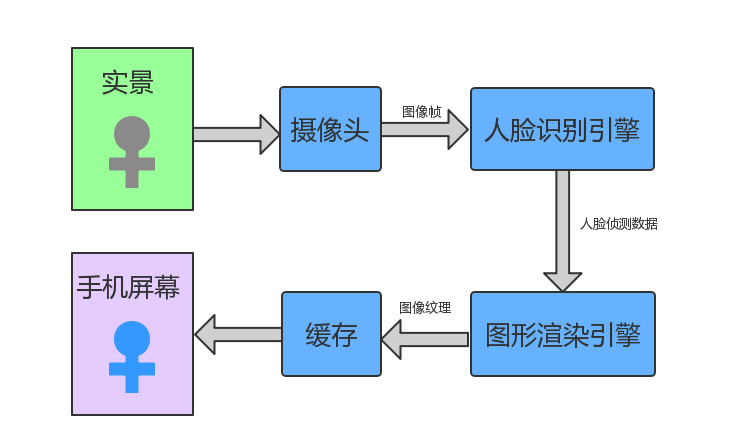 实景
摄像头
图像帧
人脸识别引擎
人脸侦测数据
图形渲染引擎
图像纹理
缓存
手机屏幕